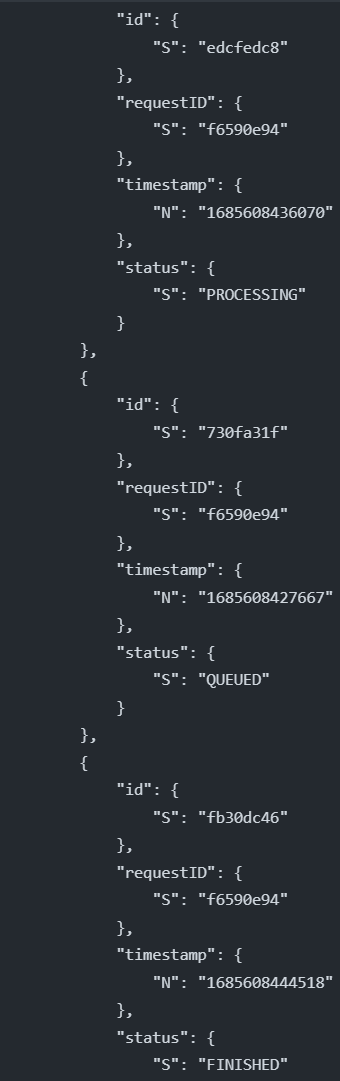 "id": {
"S": "edcfedc8"
},
"requestID": {
"S": "f6590e94"
},
"timestamp": {
"N": "1685608436070"
},
"status": {
"S": "PROCESSING"
}
},
{
"id": {
"S": "730fa31f"
},
"requestID": {
"S": "f6590e94"
},
"timestamp": {
"N": "1685608427667"
},
"status": {
"S": "QUEUED"
}
},
{
"id": {
"S": "fb30dc46"
},
"requestID": {
"S": "f6590e94"
},
"timestamp": {
"N": "1685608444518"
},
"status": {
"S": "FINISHED"